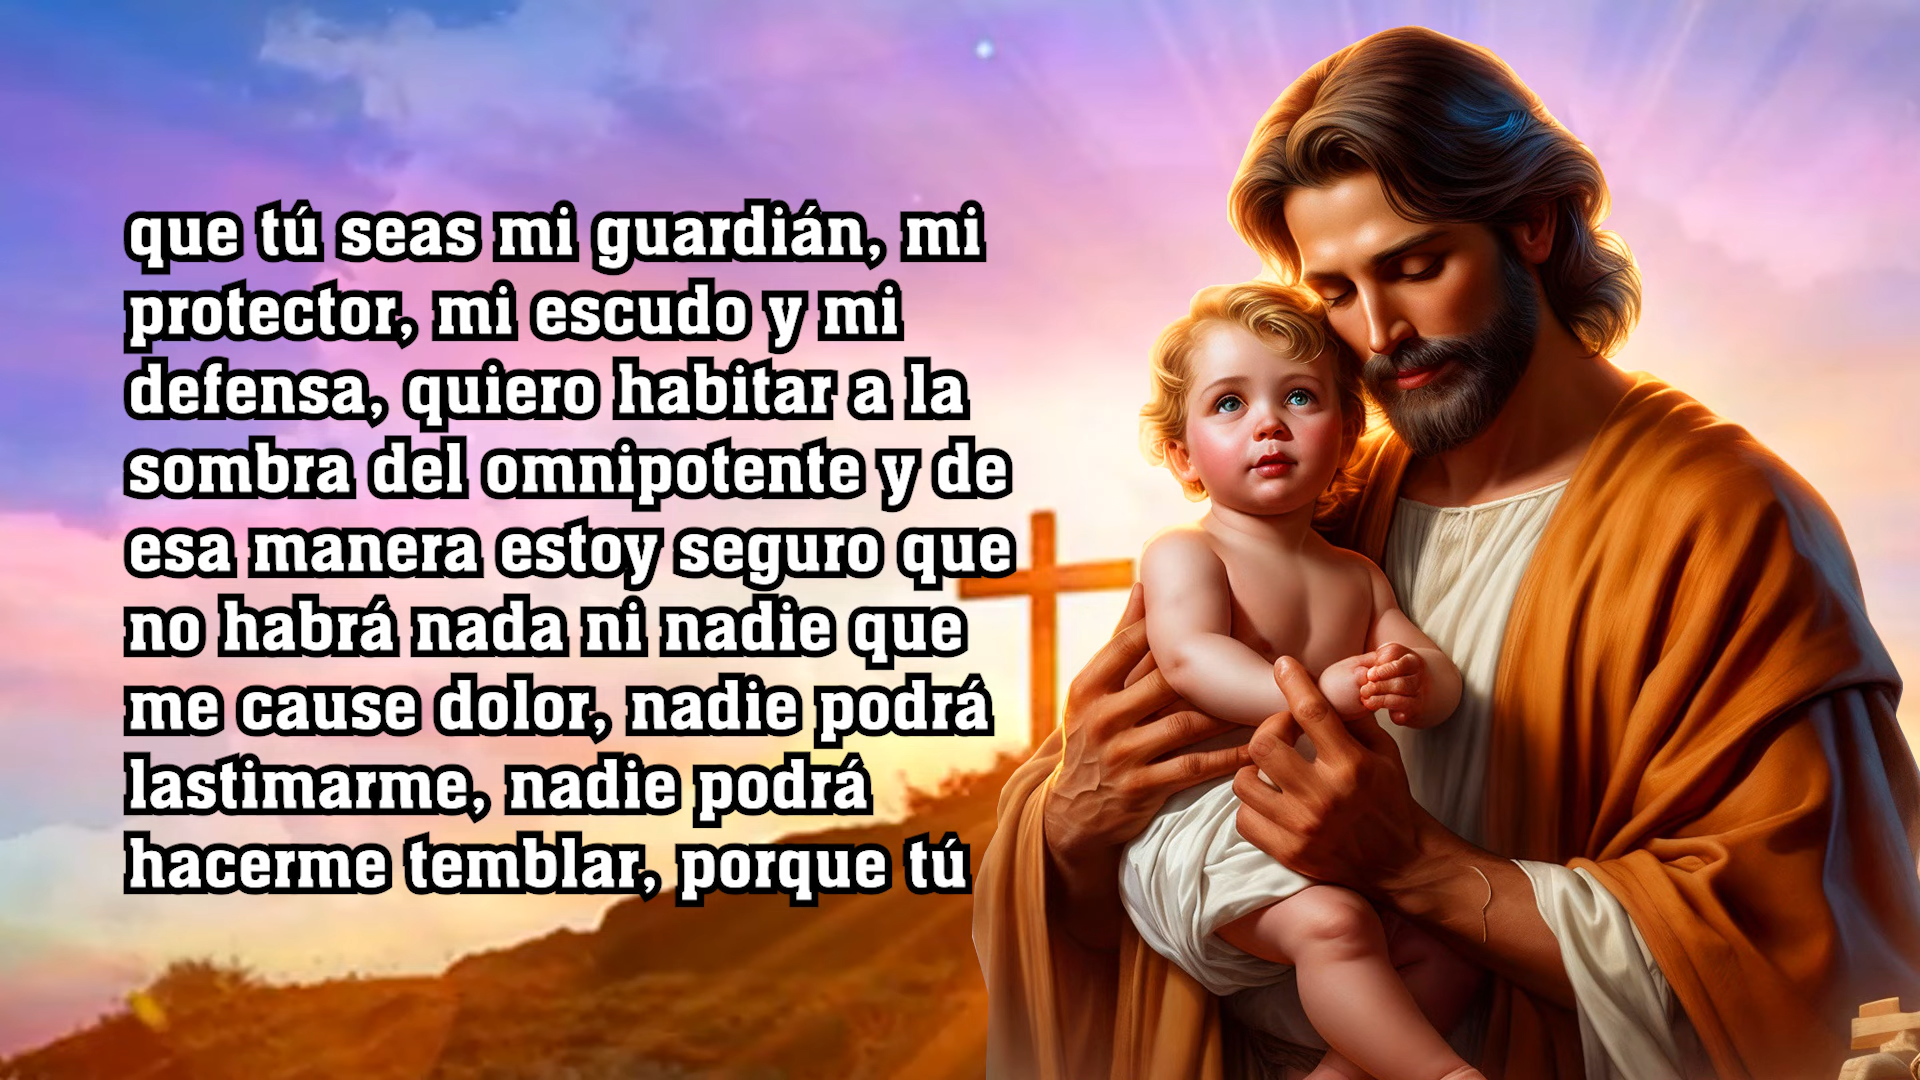 que tú seas mi guardián, mi
protector, mi escudo y mi
defensa, quiero habitar a la
sombra del omnipotente y de
esa manera estoy seguro que
no habrá nada ni nadie que
me cause dolor, nadie podrá
lastimarme, nadie podrá
hacerme temblar, porque tú